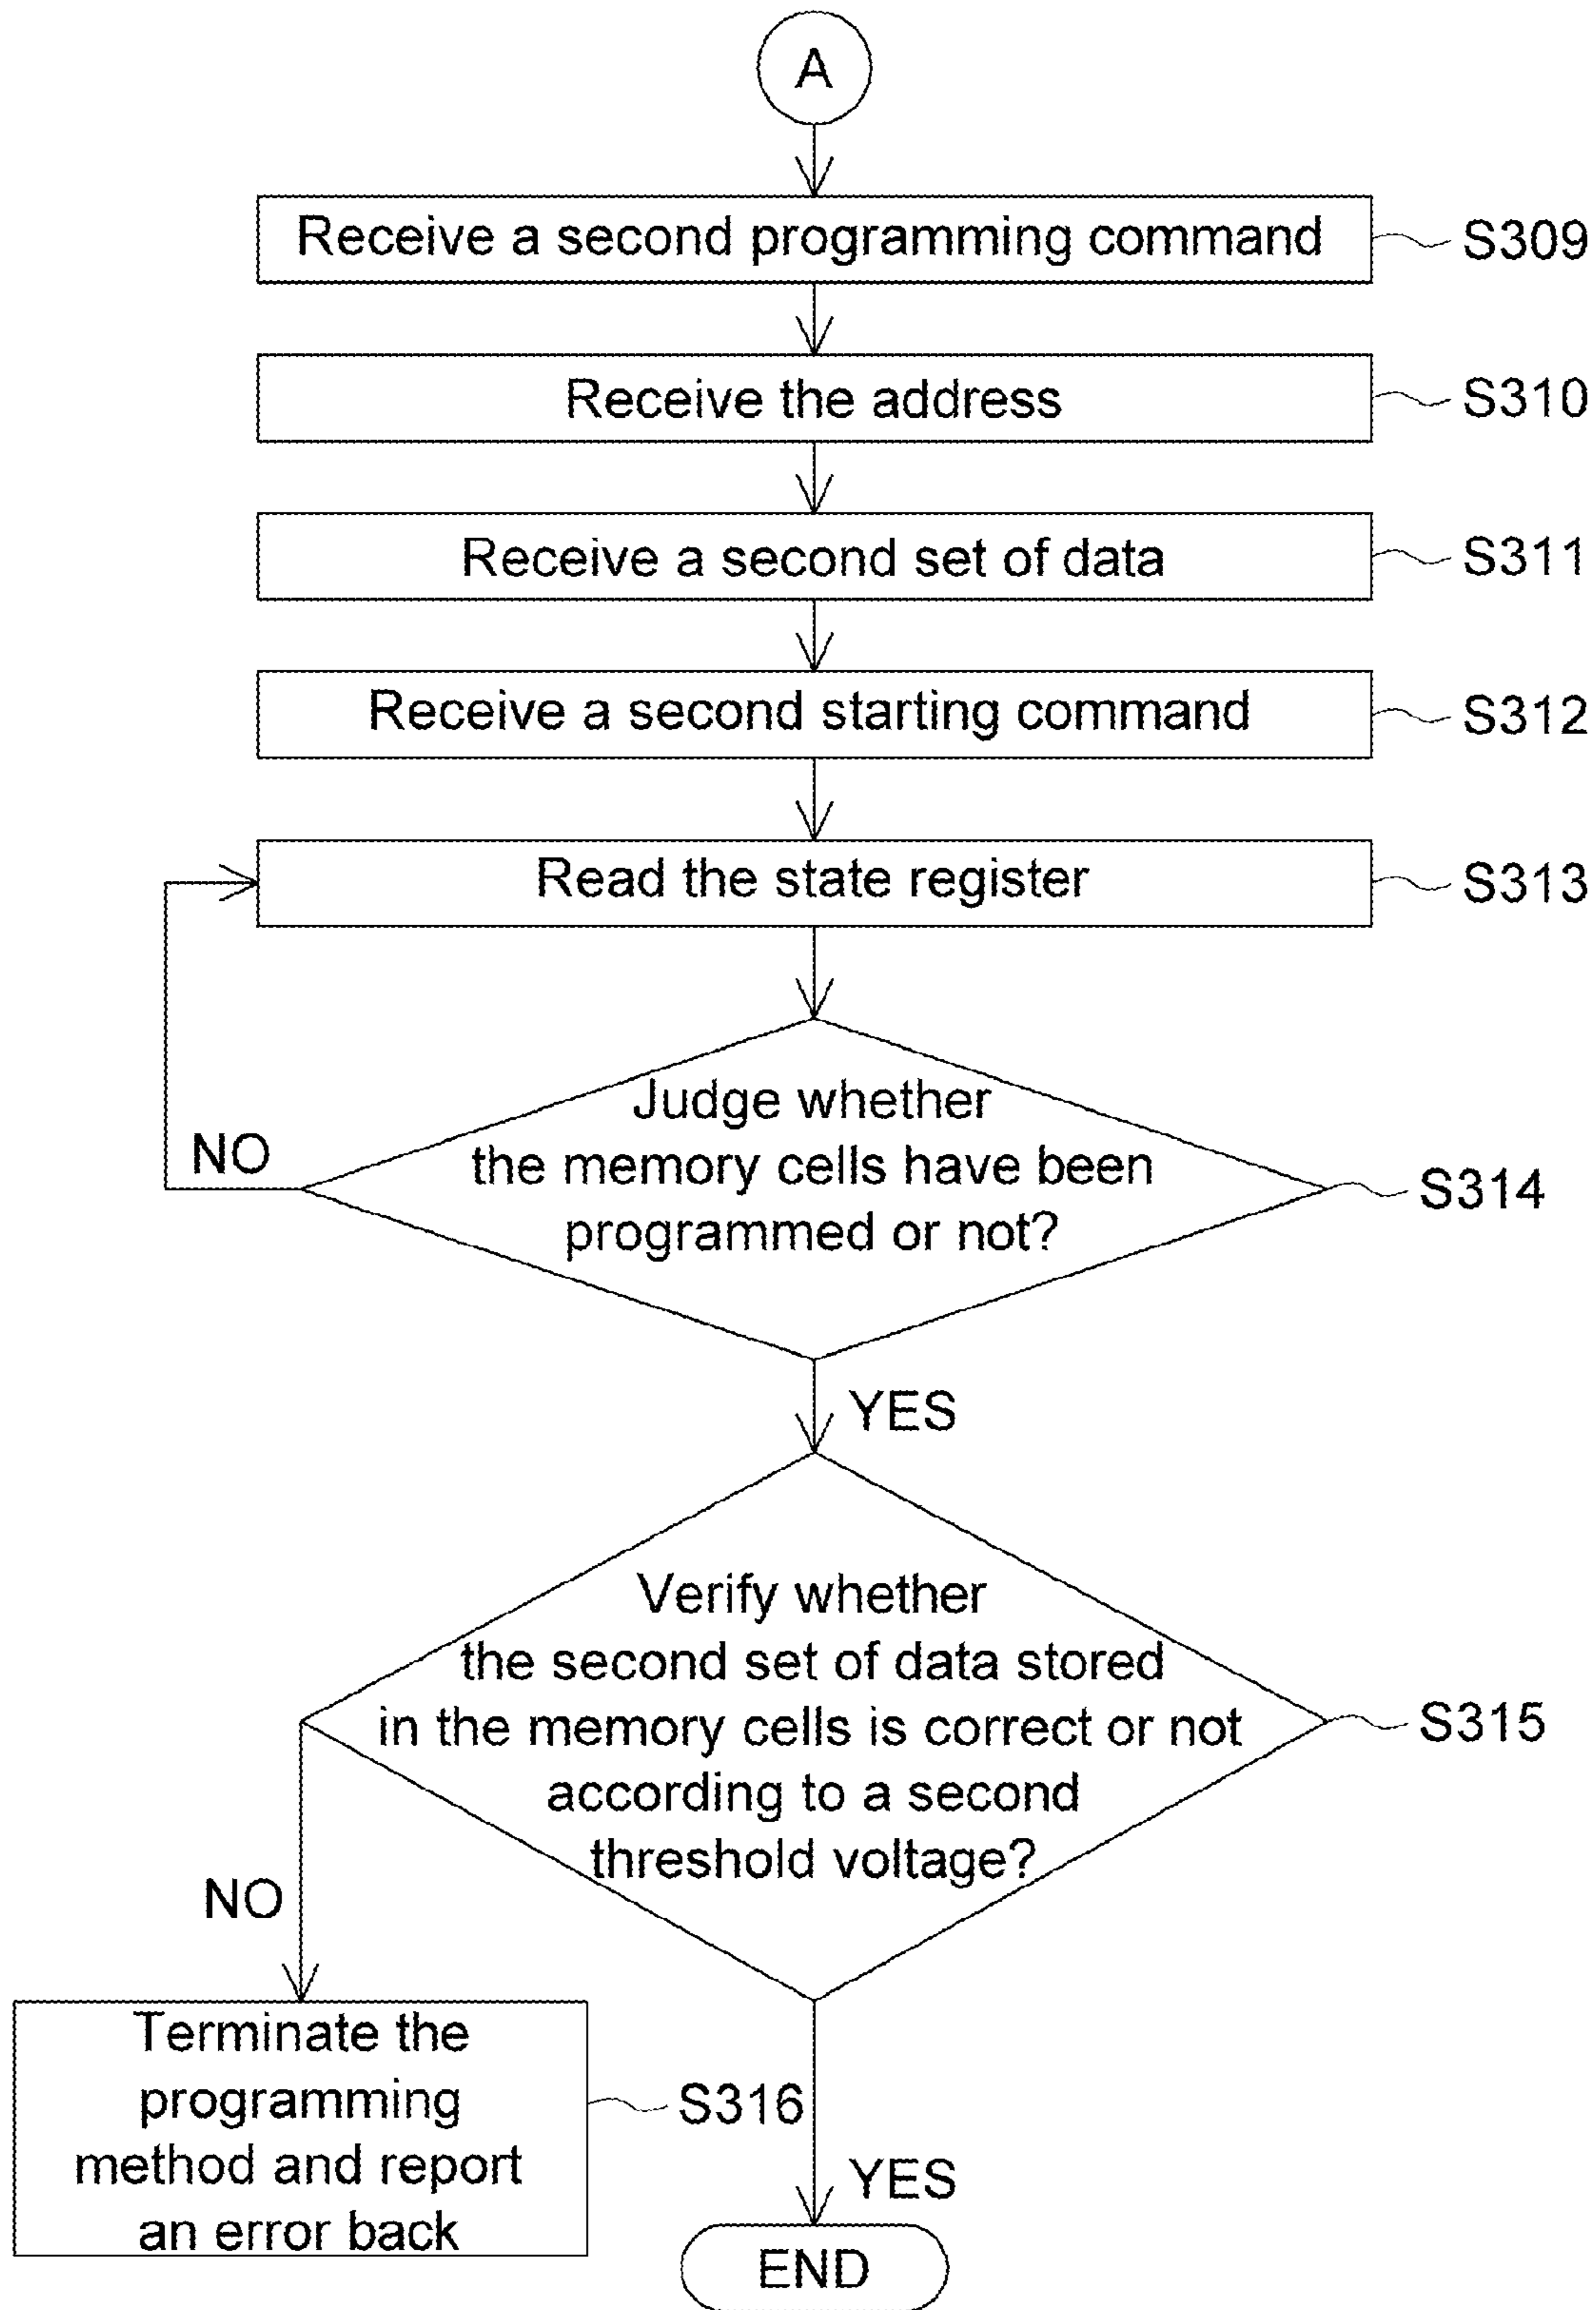 A
Receive a second programming command
S309
Receive the address
S310
Receive a second set of data
S311
Receive a second starting command
S312
Read the state register
S313
Judge whether
the memory cells have been
programmed or not?
NO
S314
YES
Verify whether
the second set of data stored
in the memory cells is correct or not
according to a second
threshold voltage?
S315
NO
Terminate the
programming
method and report
an error back
S316
YES
END